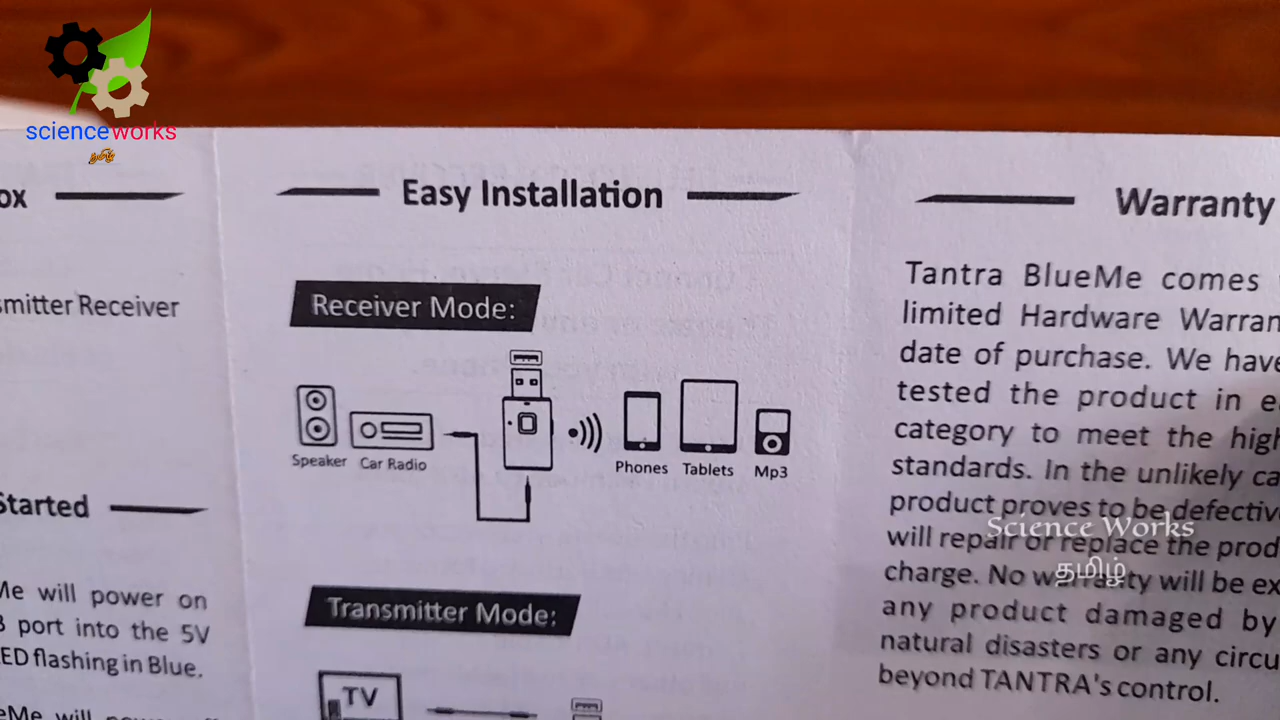 scienceworks
தமிழ்
ox
smitter Receiver
Started
Me will power on
port into the 5V
ED flashing in Blue.
eMe will
Easy Installation
Receiver Mode:
Speaker
Car Radio
Phones
Tablets
Mp3
Transmitter Mode:
TV
Warranty
Tantra BlueMe comes
limited Hardware Warran
date of purchase. We have
tested the product in e
category to meet the high
standards. In the unlikely ca
product proves to be defectiv
will repair or replace the prod
charge. No warranty will be ex
any product damaged by
natural disasters or any circu
beyond TANTRA's control.
Science Works
தமிழ்